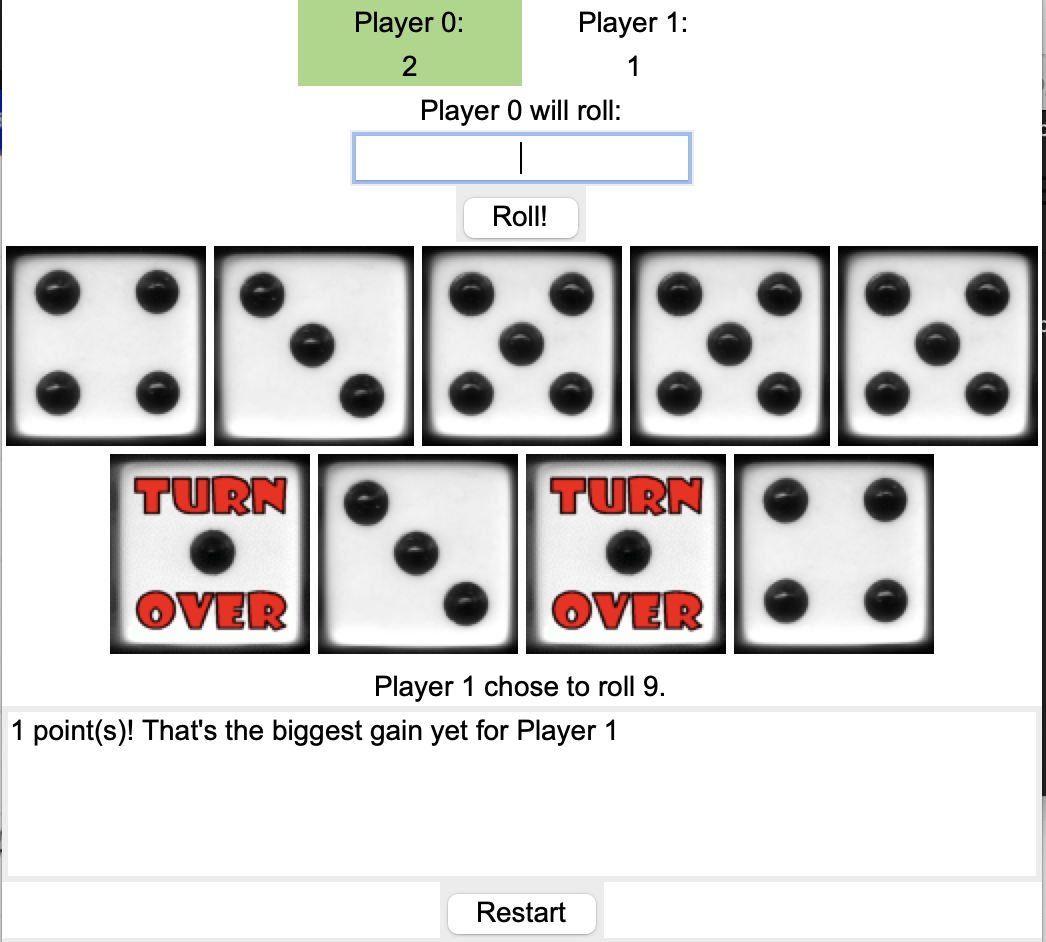 Player 0: Player 1:
2 1
Player 0 will roll:
Roll!
TURN OVER TURN OVER
Player 1 chose to roll 9.
1 point(s)! That's the biggest gain yet for Player 1
Restart